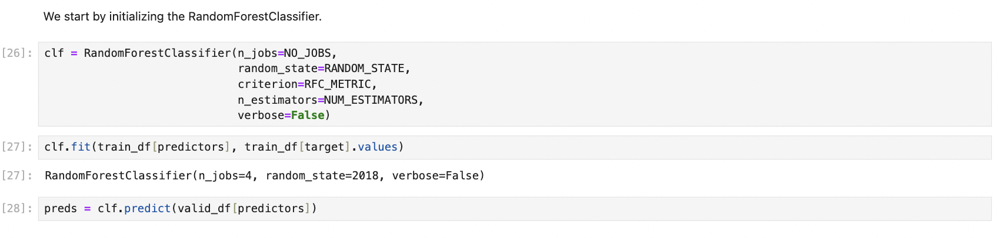 We start by initializing the RandomForestClassifier.
[26]: clf = RandomForestClassifier(n_jobs=NO_JOBS,
random_state=RANDOM_STATE,
criterion=RFC_METRIC,
n_estimators=NUM_ESTIMATORS,
verbose=False)
[27]: clf.fit(train_df[predictors], train_df[target].values)
[27]: RandomForestClassifier(n_jobs=4, random_state=2018, verbose=False)
[28]: preds = clf.predict(valid_df[predictors])